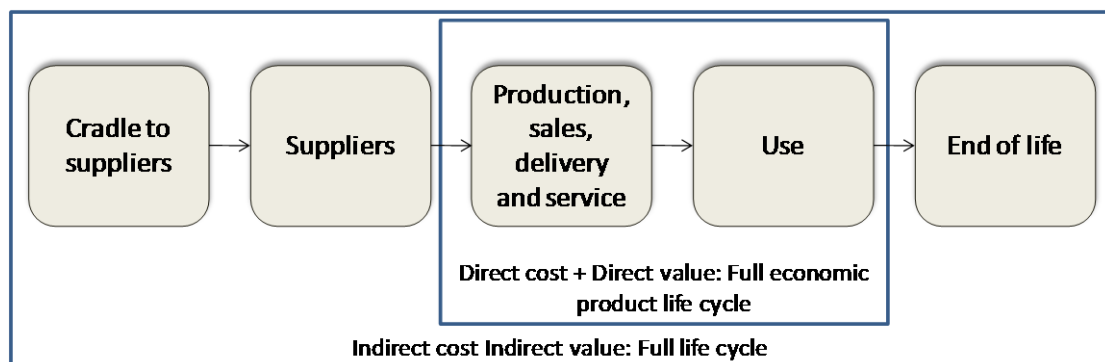 Cradle to
suppliers
Suppliers
Production,
sales,
delivery
and service
Use
End of life
Direct cost + Direct value: Full economic
product life cycle
Indirect cost Indirect value: Full life cycle